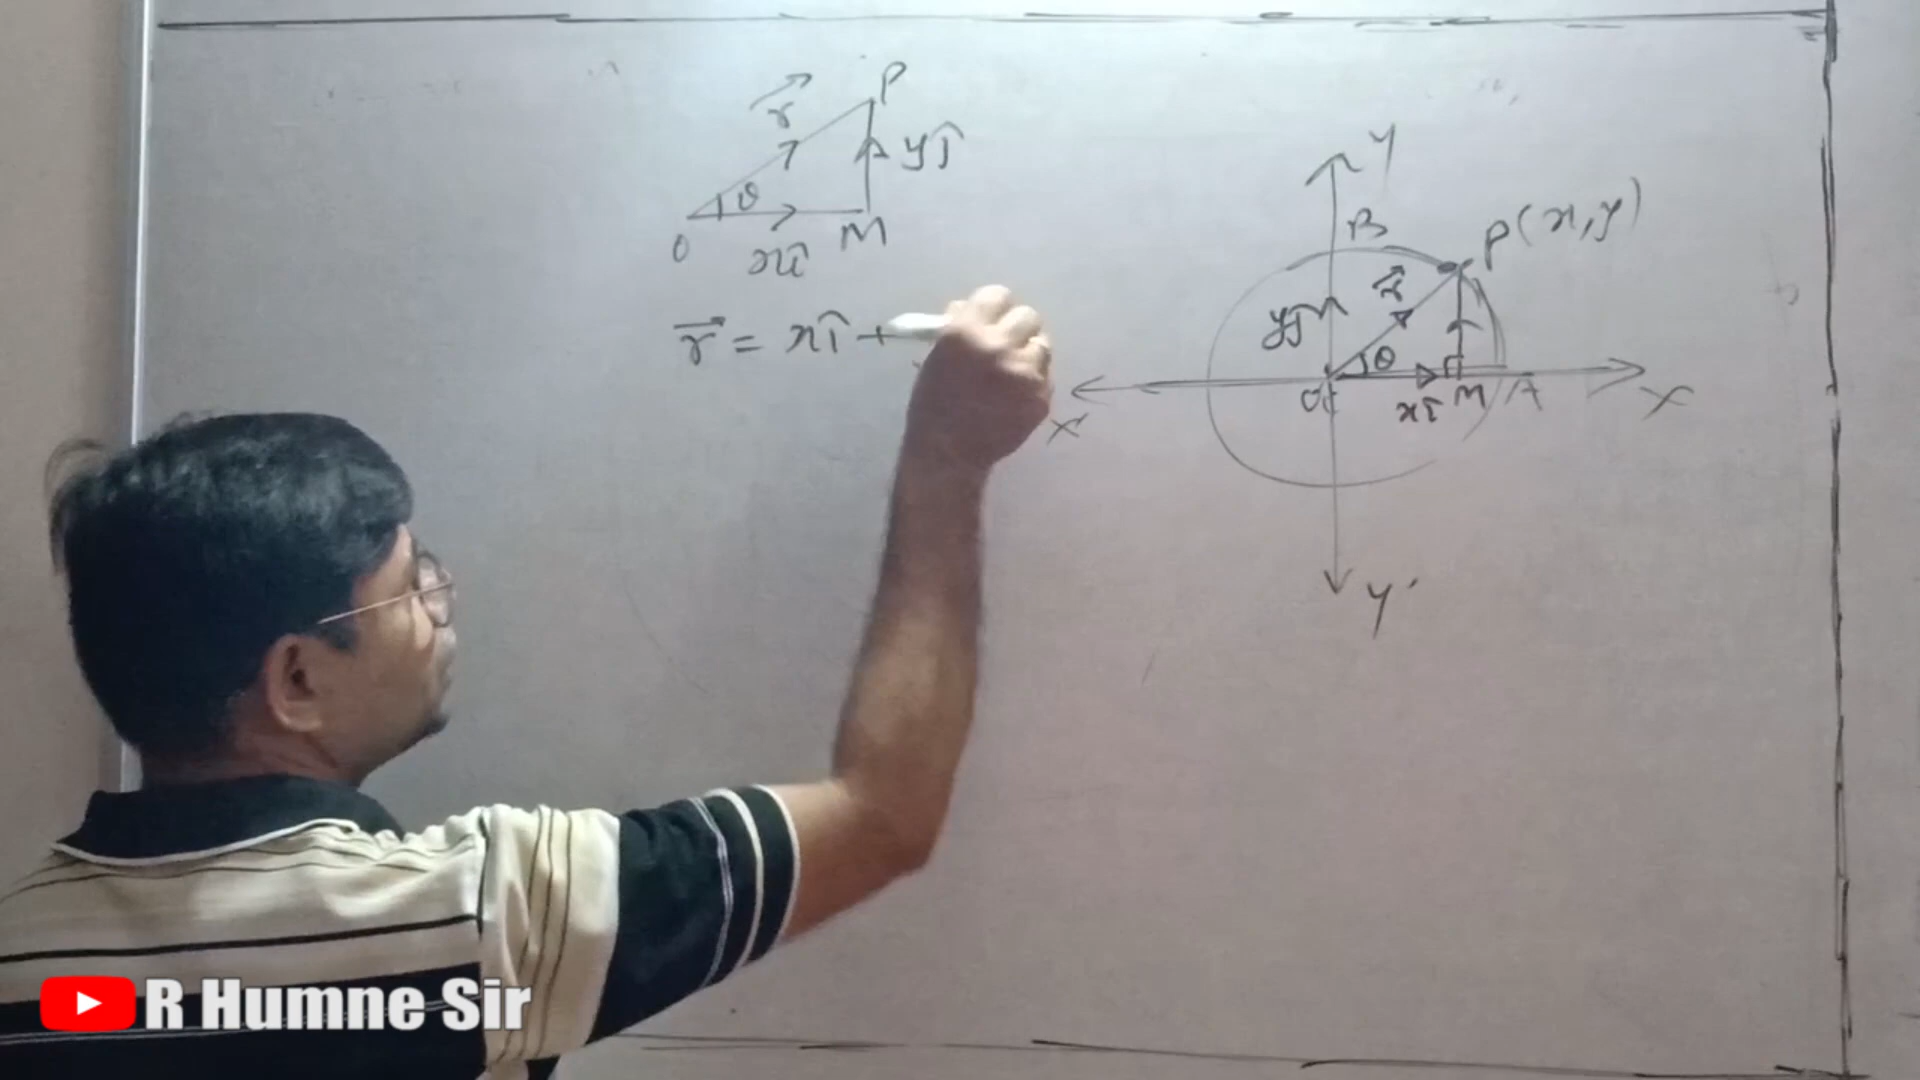 P
r⃗
yĵ
θ
O
M
xî
r⃗ = xî +
Y
B
P(x,y)
r⃗
yĵ
θ
O
xî
M
A
X'
X
Y'
R Humne Sir